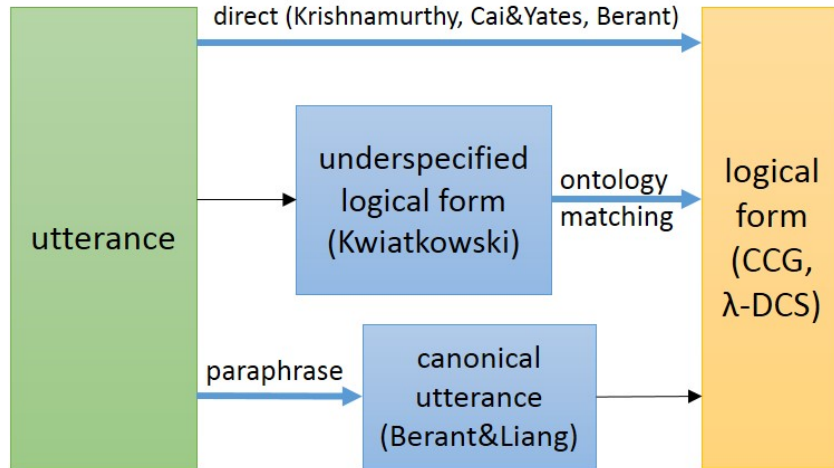 direct (Krishnamurthy, Cai&Yates, Berant)
utterance
underspecified
logical form
(Kwiatkowski)
ontology
matching
logical
form
(CCG,
λ-DCS)
paraphrase
canonical
utterance
(Berant&Liang)